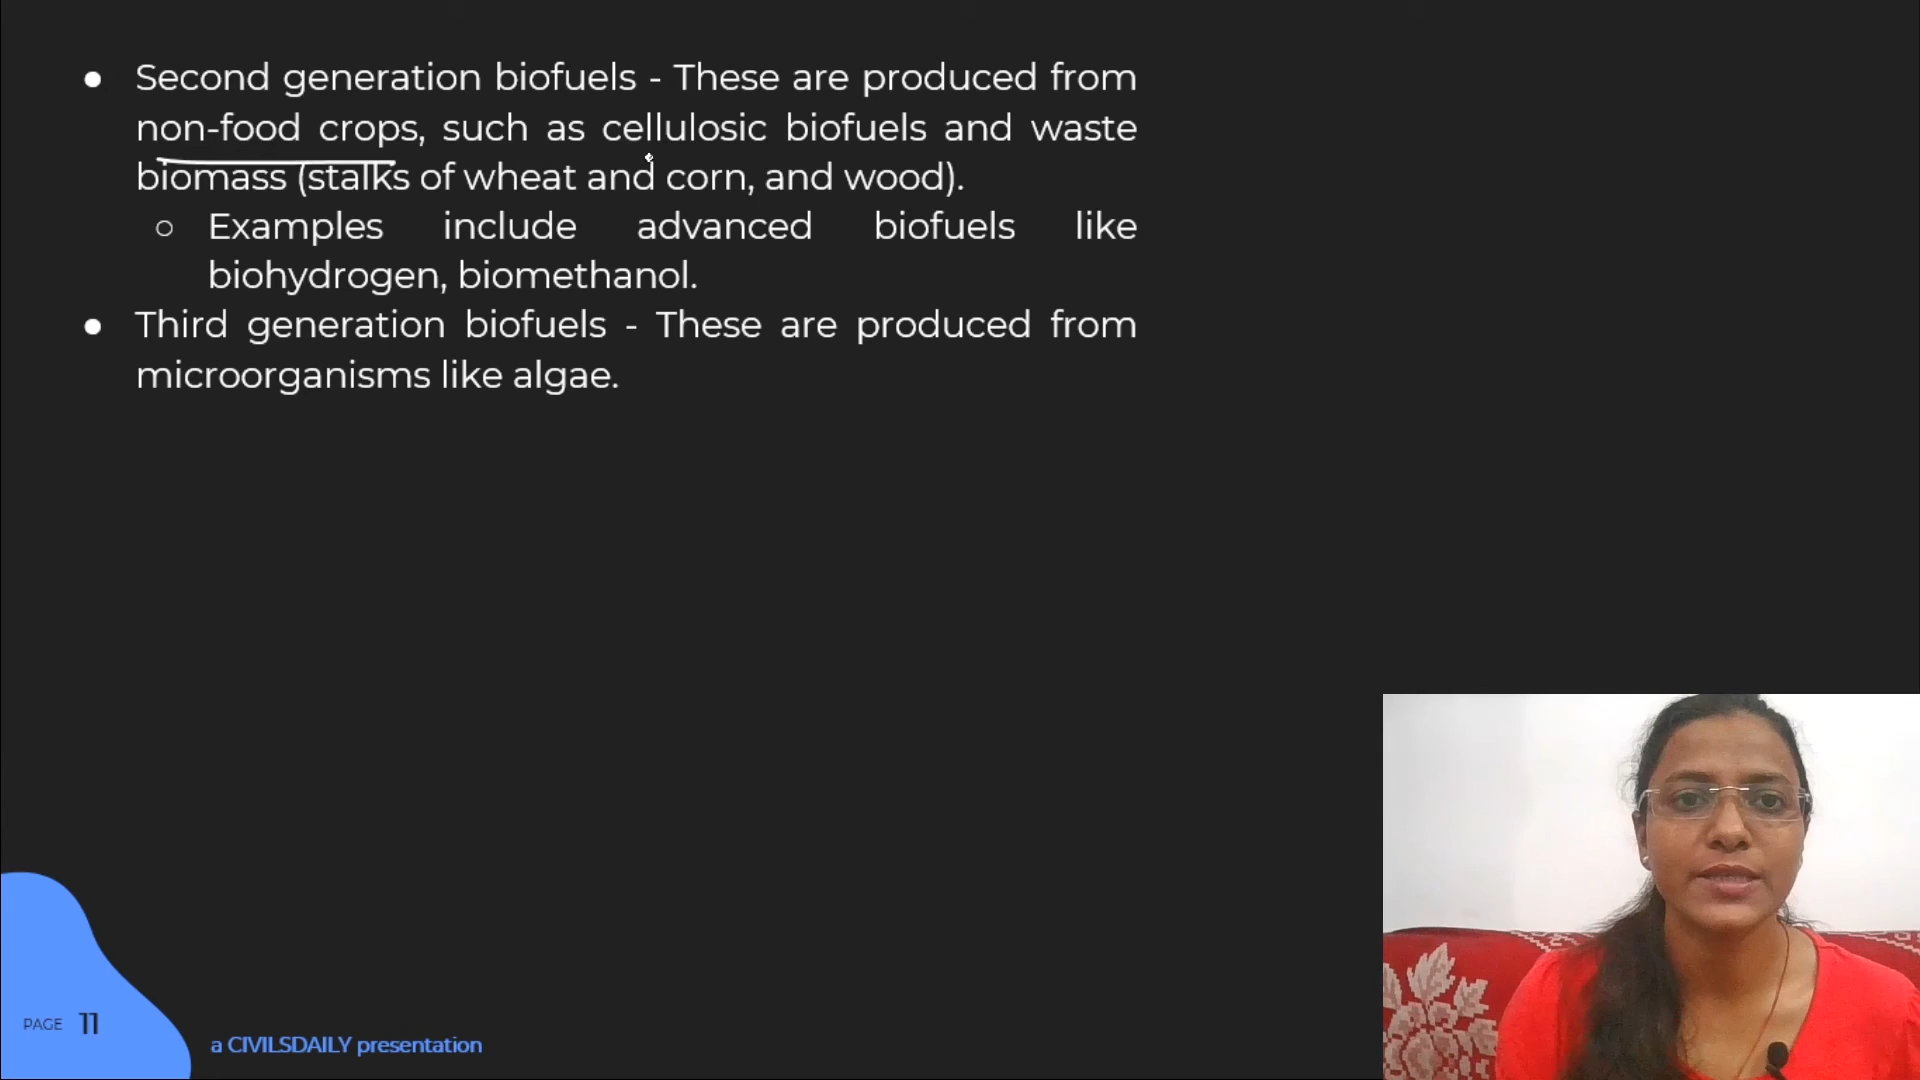 ● Second generation biofuels - These are produced from
non-food crops, such as cellulosic biofuels and waste
biomass (stalks of wheat and corn, and wood).
○ Examples include advanced biofuels like
biohydrogen, biomethanol.
● Third generation biofuels - These are produced from
microorganisms like algae.
PAGE 11
a CIVILSDAILY presentation